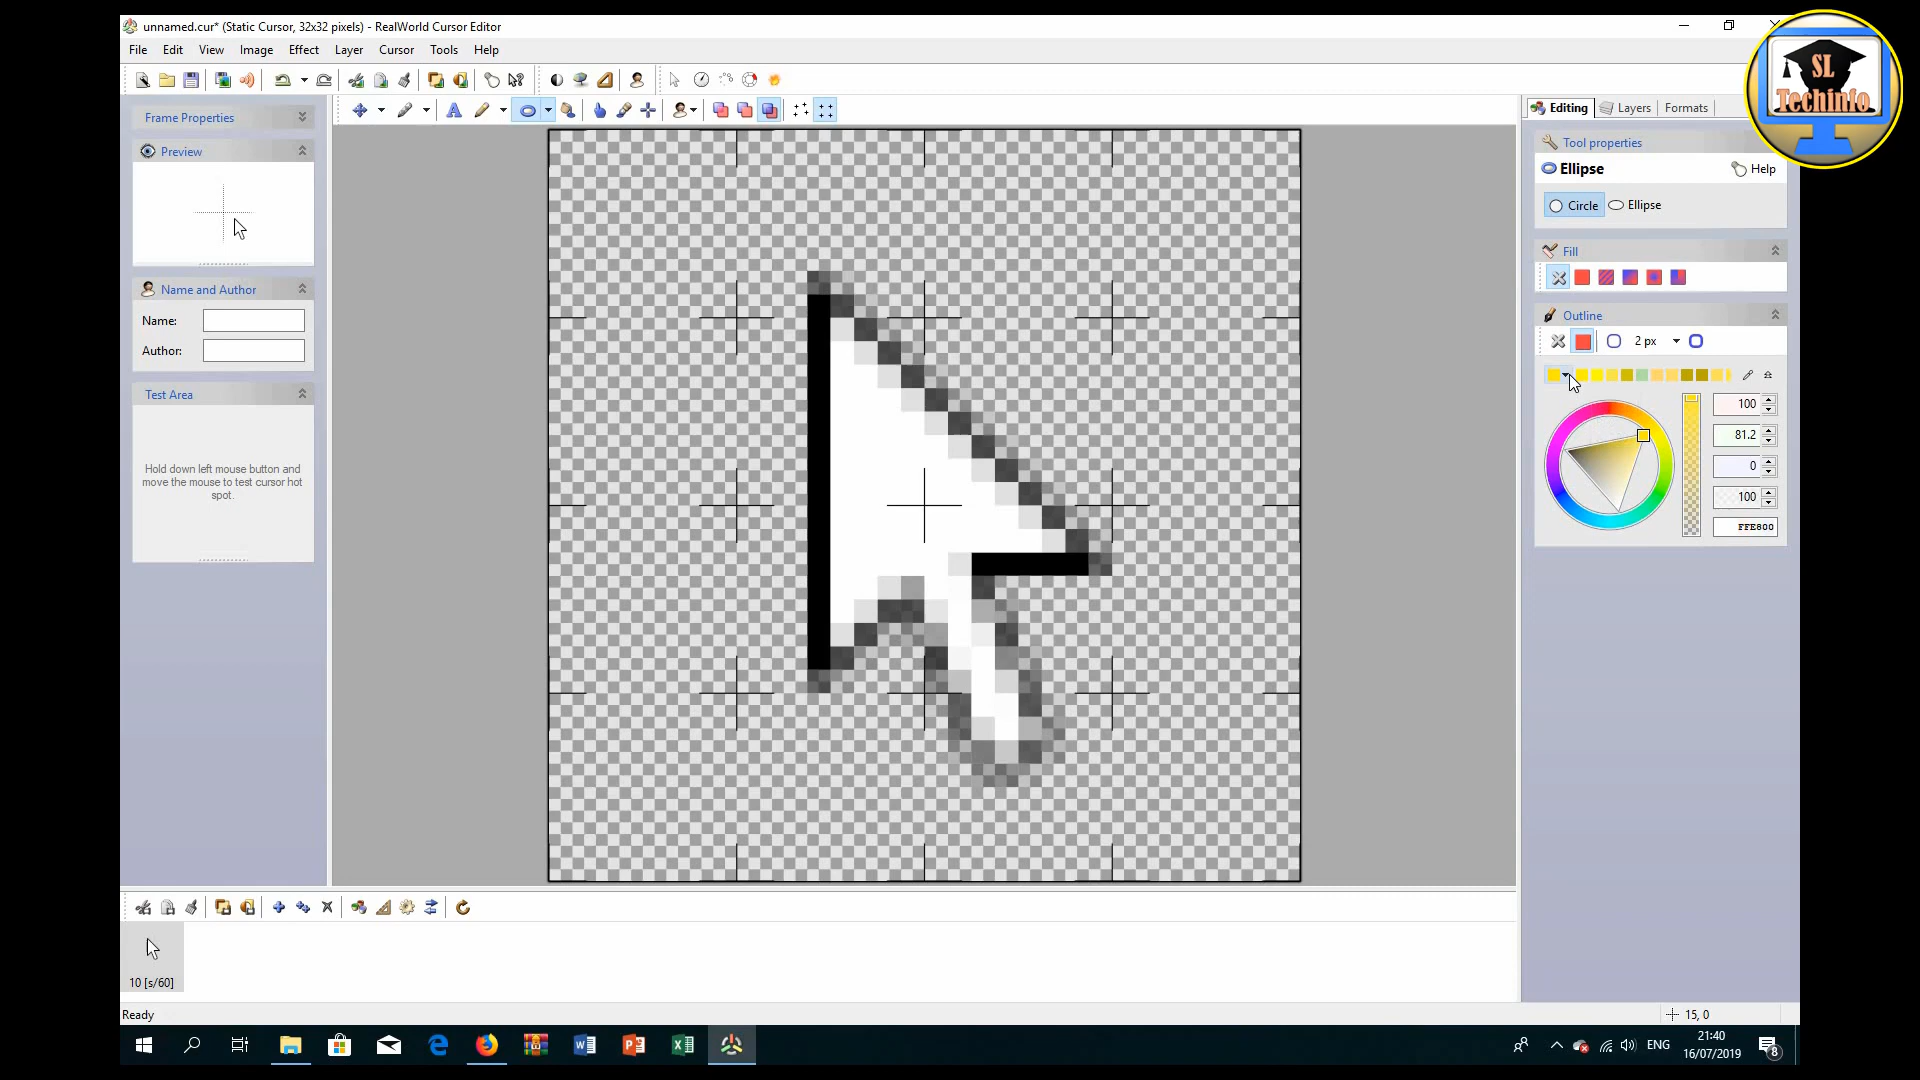 unnamed.cur* (Static Cursor, 32x32 pixels) - RealWorld Cursor Editor
File Edit View Image Effect Layer Cursor Tools Help
SL
Techinfo
Frame Properties
Preview
Name and Author
Name:
Author:
Test Area
Hold down left mouse button and
move the mouse to test cursor hot
spot.
Editing Layers Formats
Tool properties
Ellipse Help
Circle Ellipse
Fill
Outline
2 px
100
81.2
0
100
FFE800
10 [s/60]
Ready
15, 0
ENG
21:40
16/07/2019
8